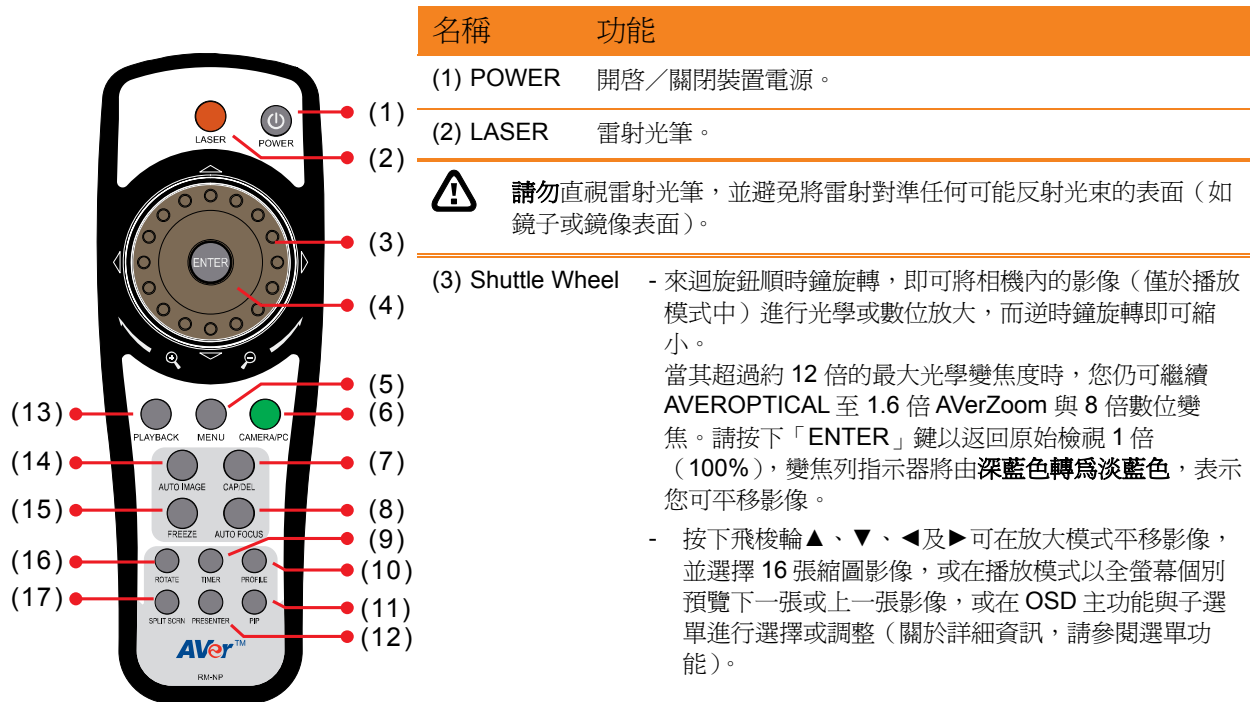 LASER
POWER
ENTER
PLAYBACK
MENU
CAMERA/PC
AUTO IMAGE
CAP/DEL
FREEZE
AUTO FOCUS
ROTATE
TIMER
PROFILE
SPLIT SCRN
PRESENTER
PIP
AVer™
RM-NP
(1)
(2)
(3)
(4)
(5)
(6)
(7)
(8)
(9)
(10)
(11)
(12)
(13)
(14)
(15)
(16)
(17)
名稱 功能
(1) POWER 開啓／關閉裝置電源。
(2) LASER 雷射光筆。
請勿直視雷射光筆，並避免將雷射對準任何可能反射光束的表面（如
鏡子或鏡像表面）。
(3) Shuttle Wheel - 來迴旋鈕順時鐘旋轉，即可將相機內的影像（僅於播放
模式中）進行光學或數位放大，而逆時鐘旋轉即可縮
小。
當其超過約 12 倍的最大光學變焦度時，您仍可繼續
AVEROPTICAL 至 1.6 倍 AVerZoom 與 8 倍數位變
焦。請按下「ENTER」鍵以返回原始檢視 1 倍
（100%），變焦列指示器將由深藍色轉爲淡藍色，表示
您可平移影像。
- 按下飛梭輪▲、▼、◄及►可在放大模式平移影像，
並選擇 16 張縮圖影像，或在播放模式以全螢幕個別
預覽下一張或上一張影像，或在 OSD 主功能與子選
單進行選擇或調整（關於詳細資訊，請參閱選單功
能）。